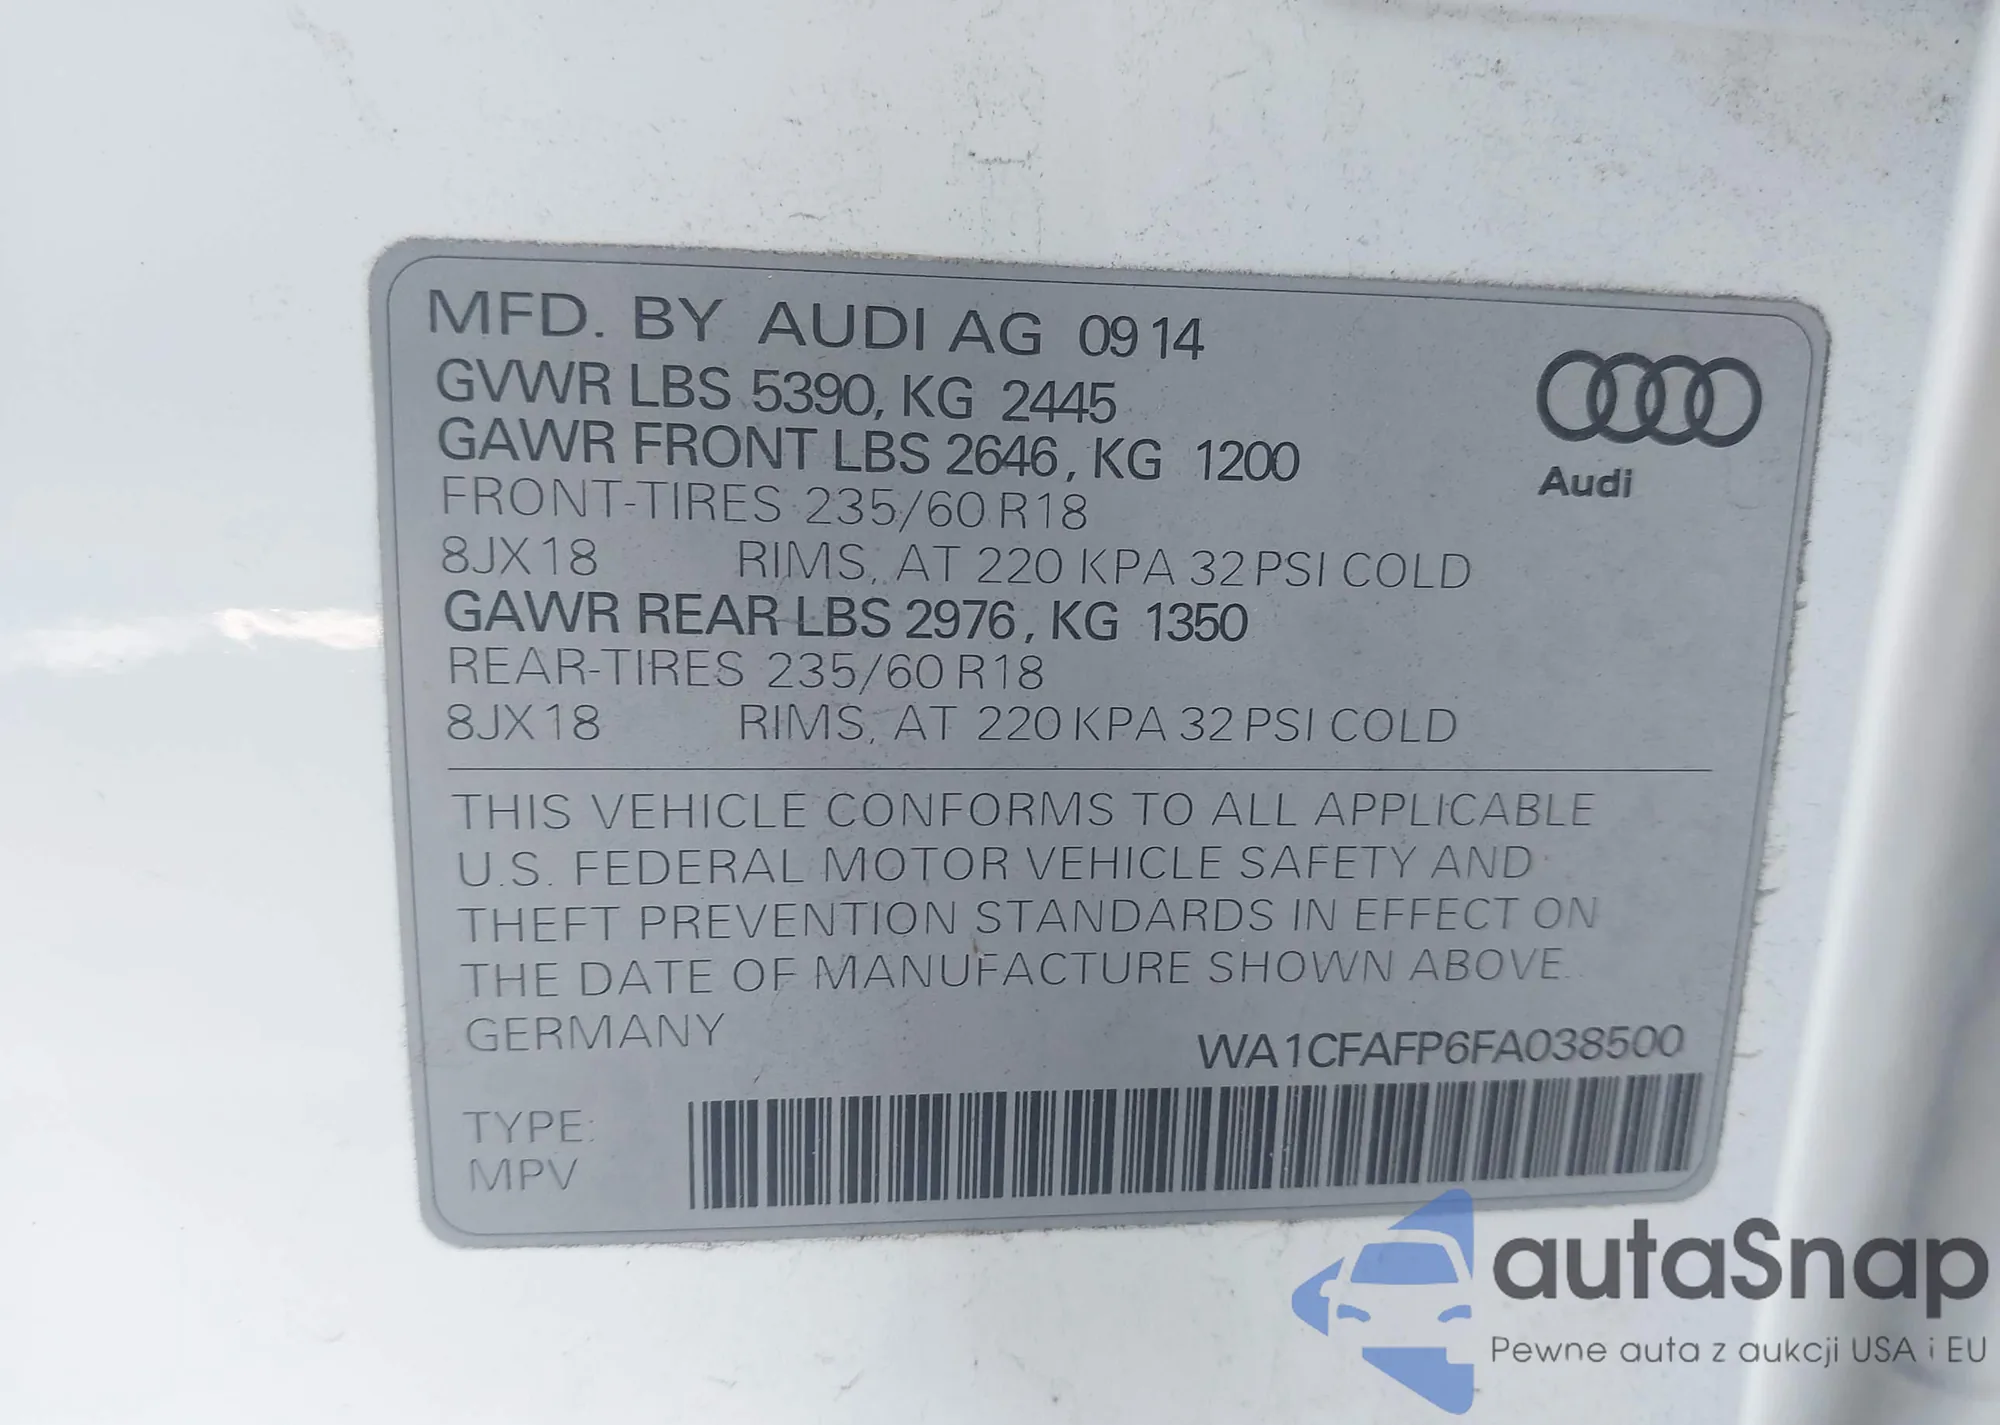 MFD. BY AUDI AG 09 14
GVWR LBS 5390, KG 2445
GAWR FRONT LBS 2646, KG 1200
FRONT-TIRES 235/60 R18
8JX18 RIMS, AT 220 KPA 32 PSI COLD
GAWR REAR LBS 2976, KG 1350
REAR-TIRES 235/60 R18
8JX18 RIMS, AT 220 KPA 32 PSI COLD
Audi
THIS VEHICLE CONFORMS TO ALL APPLICABLE
U.S. FEDERAL MOTOR VEHICLE SAFETY AND
THEFT PREVENTION STANDARDS IN EFFECT ON
THE DATE OF MANUFACTURE SHOWN ABOVE.
GERMANY
WA1CFAFP6FA038500
TYPE:
MPV
autaSnap
Pewne auta z aukcji USA i EU